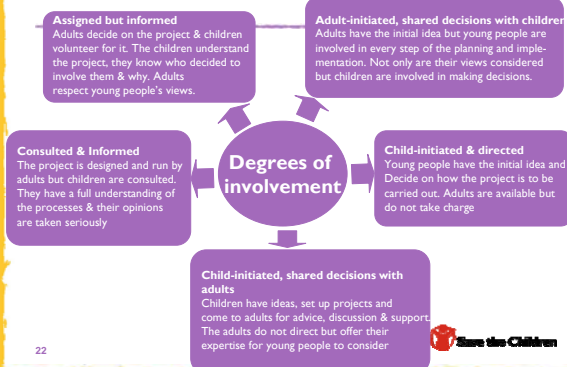 Assigned but informed
Adults decide on the project & children
volunteer for it. The children understand
the project, they know who decided to
involve them & why. Adults
respect young people's views.
Adult-initiated, shared decisions with children
Adults have the initial idea but young people are
involved in every step of the planning and imple-
mentation. Not only are their views considered
but children are involved in making decisions.
Consulted & Informed
The project is designed and run by
adults but children are consulted.
They have a full understanding of
the processes & their opinions
are taken seriously
Degrees of
involvement
Child-initiated & directed
Young people have the initial idea and
Decide on how the project is to be
carried out. Adults are available but
do not take charge
Child-initiated, shared decisions with
adults
Children have ideas, set up projects and
come to adults for advice, discussion & support.
The adults do not direct but offer their
expertise for young people to consider
22
Save the Children